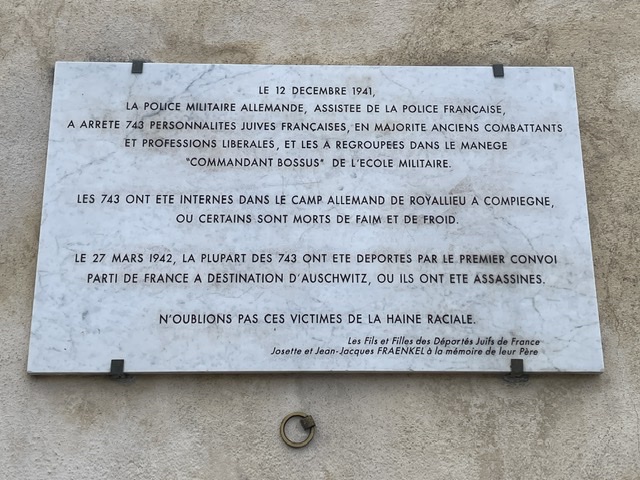 LE 12 DECEMBRE 1941,
LA POLICE MILITAIRE ALLEMANDE, ASSISTEE DE LA POLICE FRANÇAISE,
A ARRETE 743 PERSONNALITES JUIVES FRANÇAISES, EN MAJORITE ANCIENS COMBATTANTS
ET PROFESSIONS LIBERALES, ET LES A REGROUPEES DANS LE MANEGE
"COMMANDANT BOSSUS" DE L'ECOLE MILITAIRE.
LES 743 ONT ETE INTERNES DANS LE CAMP ALLEMAND DE ROYALLIEU A COMPIEGNE,
OU CERTAINS SONT MORTS DE FAIM ET DE FROID.
LE 27 MARS 1942, LA PLUPART DES 743 ONT ETE DEPORTES PAR LE PREMIER CONVOI
PARTI DE FRANCE A DESTINATION D'AUSCHWITZ, OU ILS ONT ETE ASSASSINES.
N'OUBLIONS PAS CES VICTIMES DE LA HAINE RACIALE.
Les Fils et Filles des Déportés Juifs de France
Josette et Jean-Jacques FRAENKEL à la mémoire de leur Père